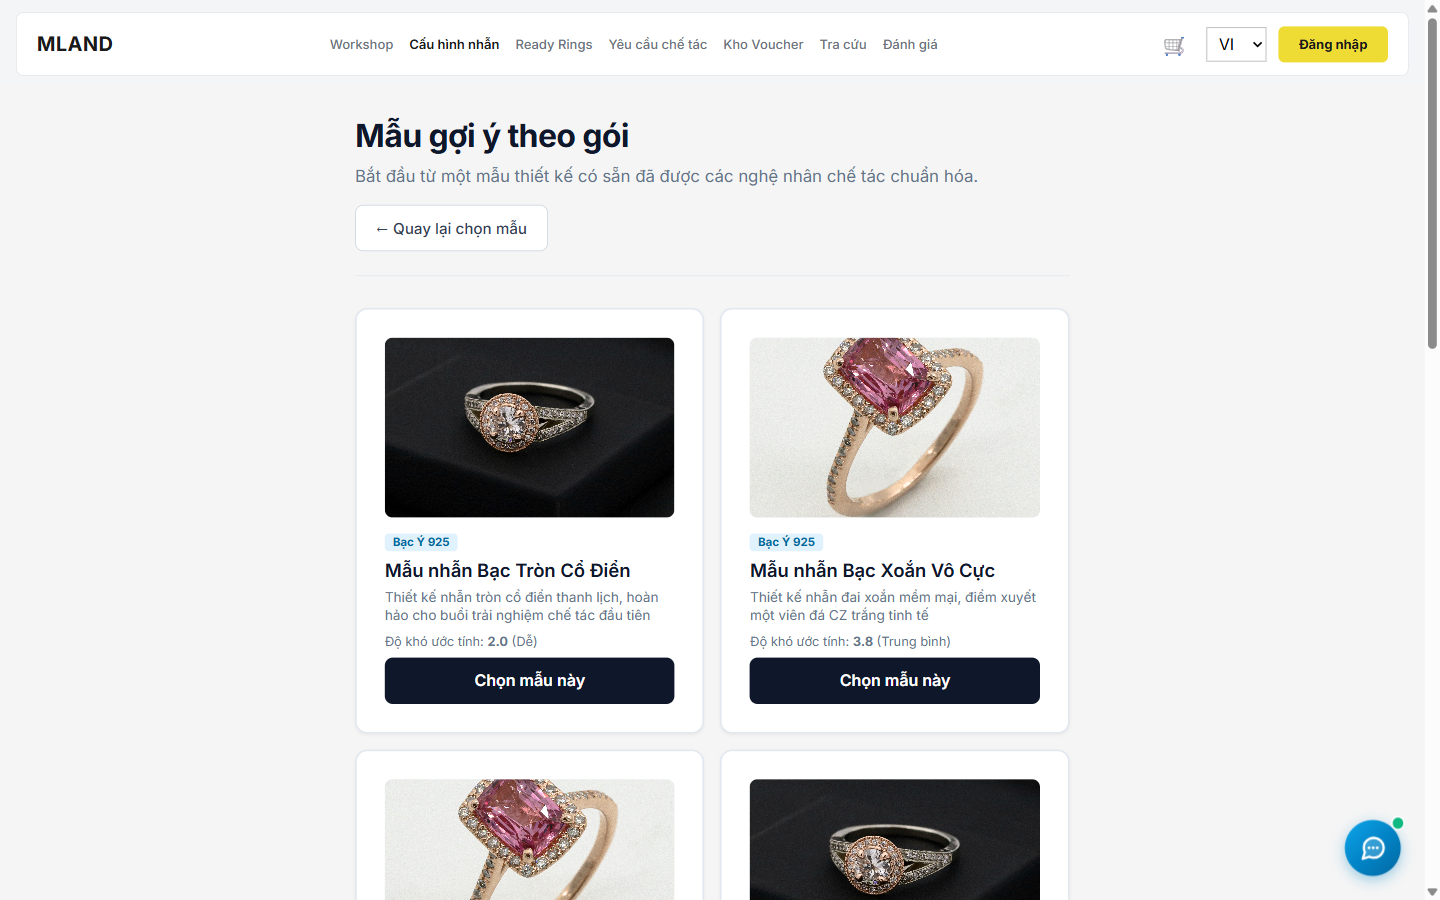 MLAND
Workshop
Cấu hình nhẫn
Ready Rings
Yêu cầu chế tác
Kho Voucher
Tra cứu
Đánh giá
VI
Đăng nhập
Mẫu gợi ý theo gói
Bắt đầu từ một mẫu thiết kế có sẵn đã được các nghệ nhân chế tác chuẩn hóa.
← Quay lại chọn mẫu
Bạc Ý 925
Mẫu nhẫn Bạc Tròn Cổ Điển
Thiết kế nhẫn tròn cổ điển thanh lịch, hoàn
hảo cho buổi trải nghiệm chế tác đầu tiên
Độ khó ước tính: 2.0 (Dễ)
Chọn mẫu này
Bạc Ý 925
Mẫu nhẫn Bạc Xoắn Vô Cực
Thiết kế nhẫn đai xoắn mềm mại, điểm xuyết
một viên đá CZ trắng tinh tế
Độ khó ước tính: 3.8 (Trung bình)
Chọn mẫu này